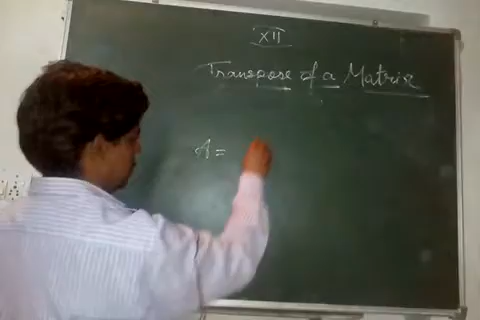 XII
Transpose of a Matrix
A =